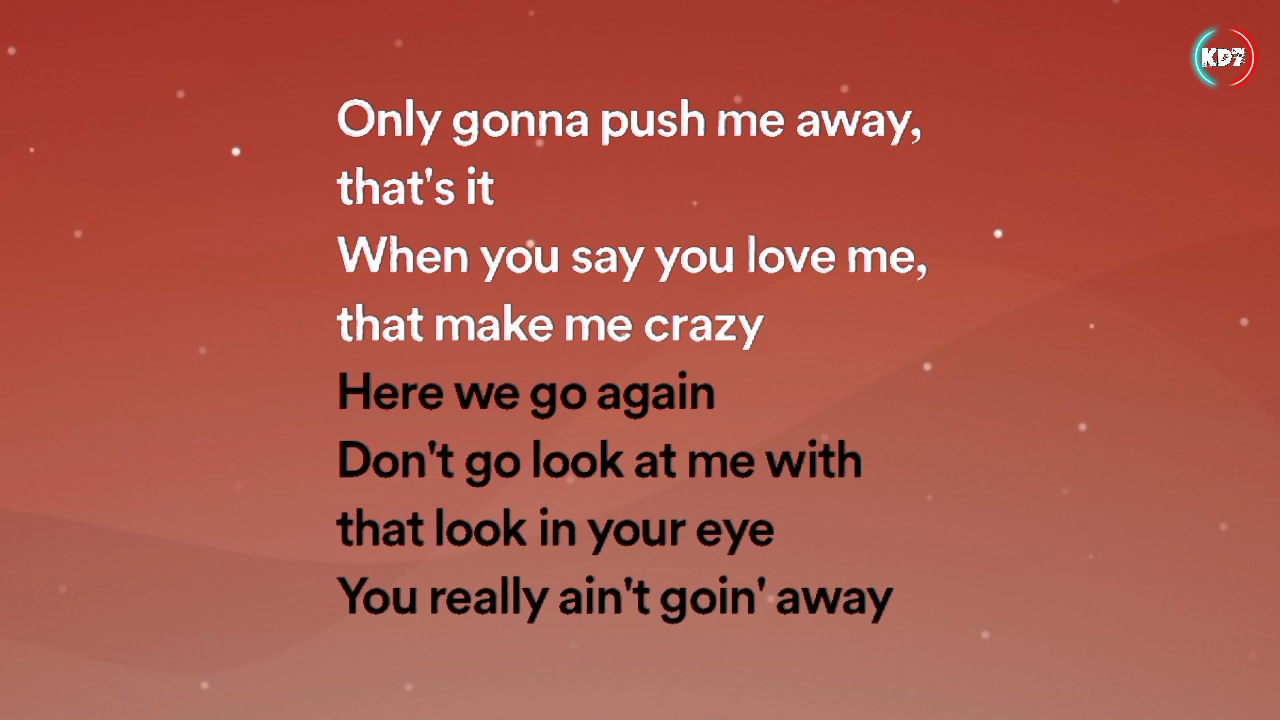 KD7
Only gonna push me away,
that's it
When you say you love me,
that make me crazy
Here we go again
Don't go look at me with
that look in your eye
You really ain't goin' away